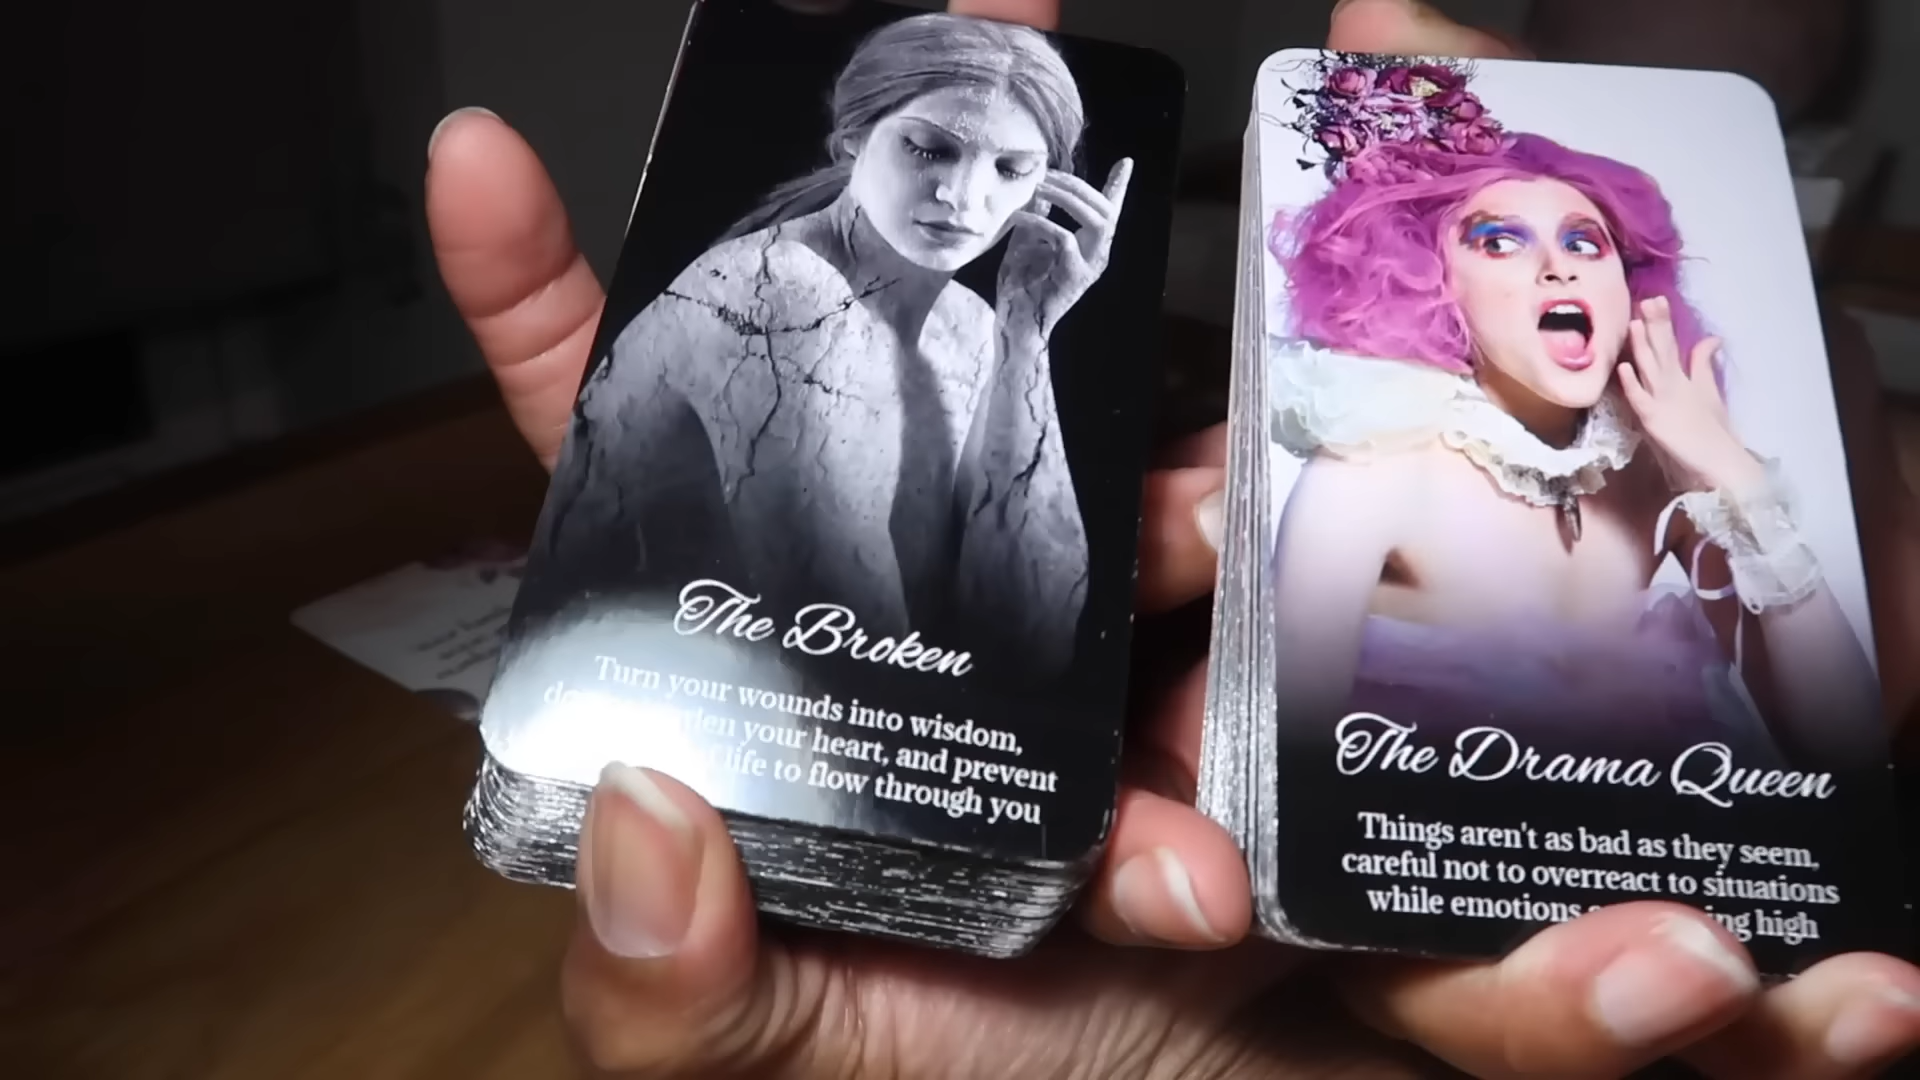 The Broken
Turn your wounds into wisdom,
your heart, and prevent
life to flow through you
The Drama Queen
Things aren't as bad as they seem,
careful not to overreact to situations
while emotions high